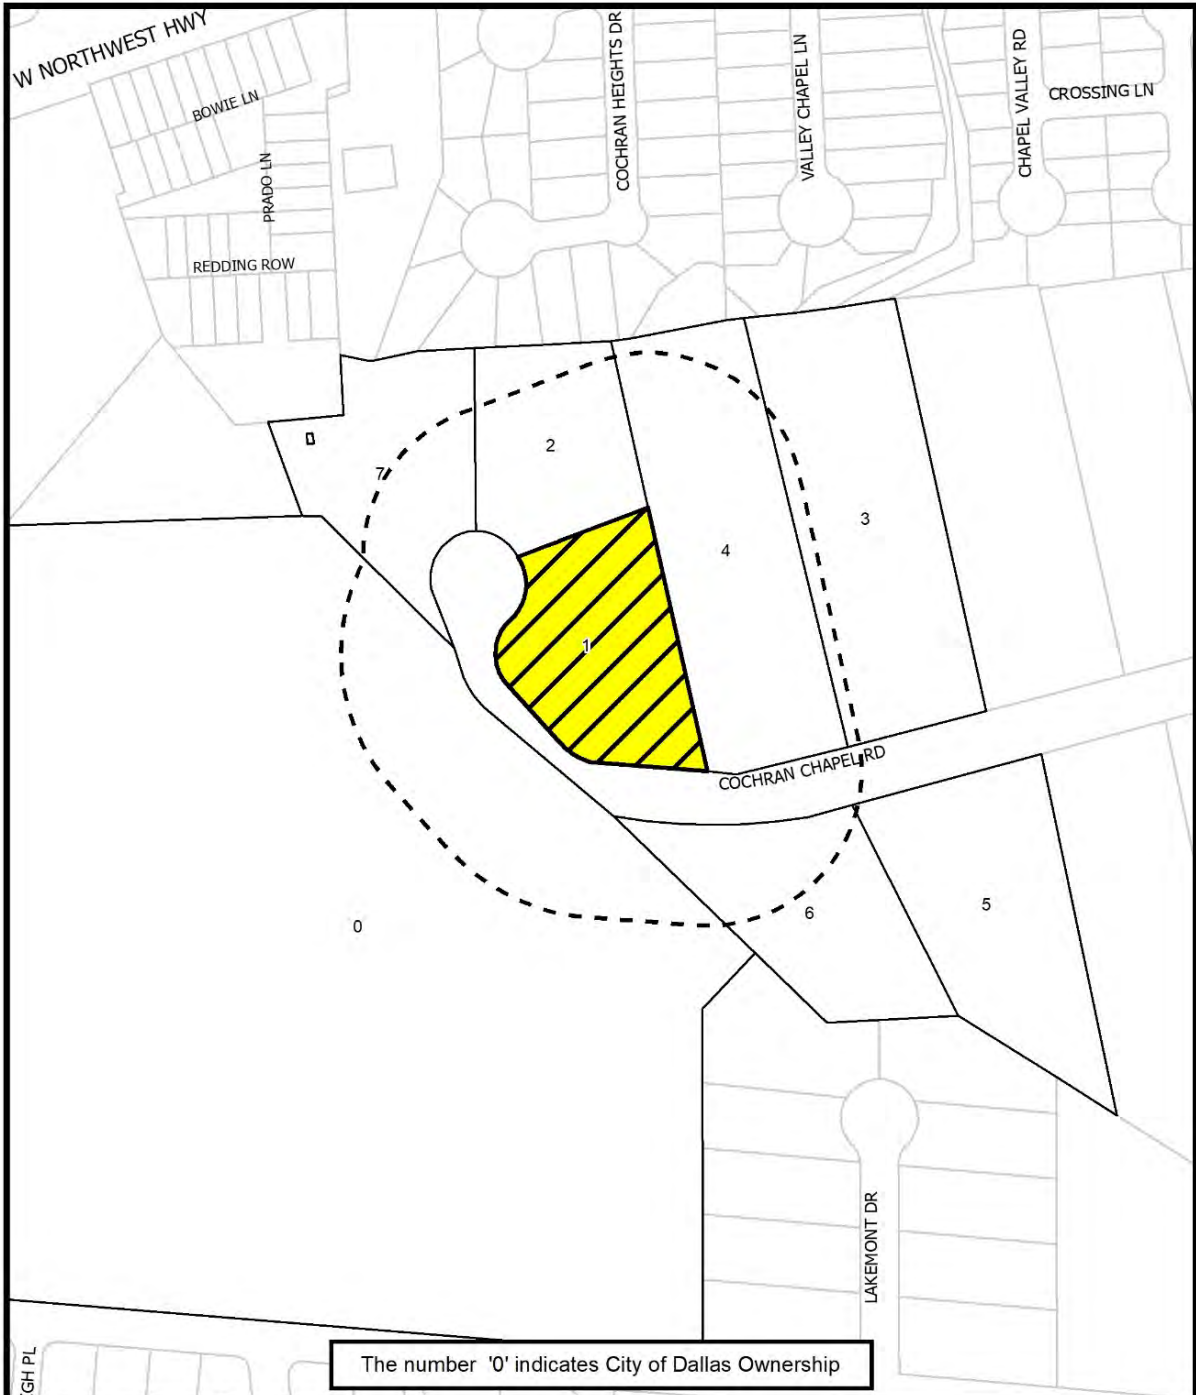 W NORTHWEST HWY
BOWIE LN
PRADO LN
REDDING ROW
COCHRAN HEIGHTS DR
VALLEY CHAPEL LN
CHAPEL VALLEY RD
CROSSING LN
2
7
3
4
1
COCHRAN CHAPEL RD
5
6
0
LAKEMONT DR
GH PL
The number '0' indicates City of Dallas Ownership